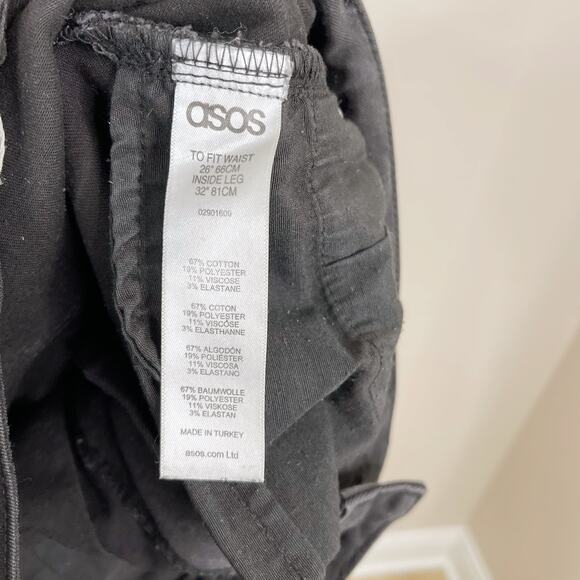 asos
TO FIT WAIST
26" 66CM
INSIDE LEG
32" 81CM
02901609
67% COTTON
19% POLYESTER
11% VISCOSE
3% ELASTANE
67% COTON
19% POLYESTER
11% VISCOSE
3% ELASTHANNE
67% ALGODÓN
19% POLIÉSTER
11% VISCOSA
3% ELASTANO
67% BAUMWOLLE
19% POLYESTER
11% VISKOSE
3% ELASTAN
MADE IN TURKEY
asos.com Ltd